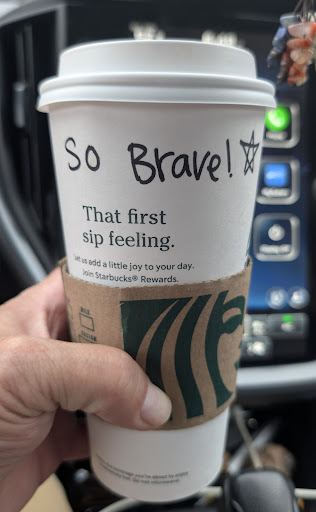 So Brave! ☆
That first
sip feeling.
Let us add a little joy to your day.
Join Starbucks® Rewards.